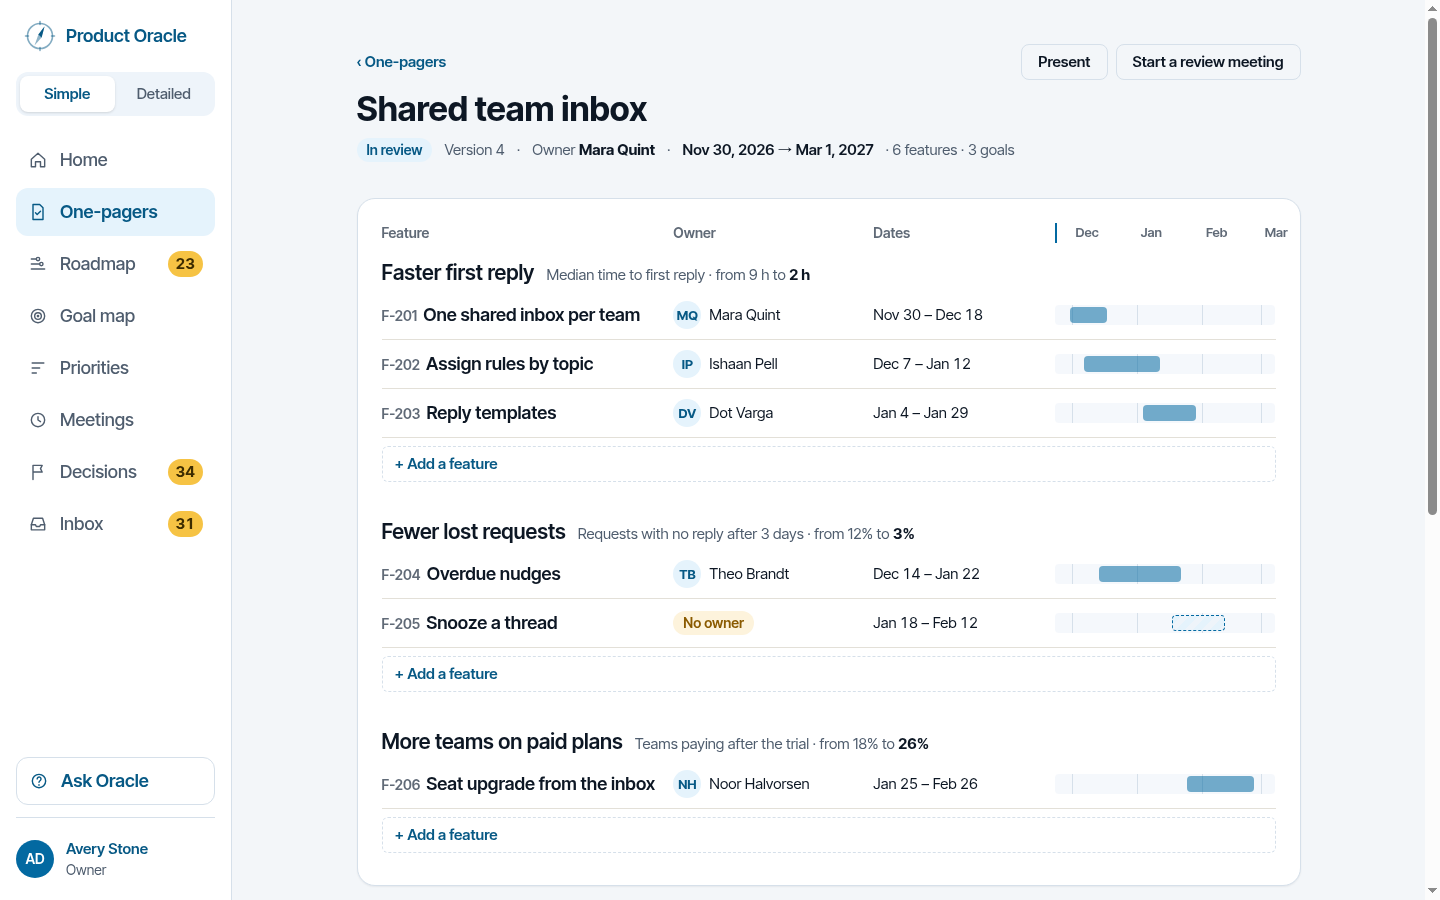 Product Oracle
Simple Detailed
Home
One-pagers
Roadmap 23
Goal map
Priorities
Meetings
Decisions 34
Inbox 31
Ask Oracle
AD Avery Stone
Owner
‹ One-pagers
Present Start a review meeting
Shared team inbox
In review Version 4 · Owner Mara Quint · Nov 30, 2026 → Mar 1, 2027 · 6 features · 3 goals
Feature Owner Dates Dec Jan Feb Mar
Faster first reply Median time to first reply · from 9 h to 2 h
F-201 One shared inbox per team MQ Mara Quint Nov 30 – Dec 18
F-202 Assign rules by topic IP Ishaan Pell Dec 7 – Jan 12
F-203 Reply templates DV Dot Varga Jan 4 – Jan 29
+ Add a feature
Fewer lost requests Requests with no reply after 3 days · from 12% to 3%
F-204 Overdue nudges TB Theo Brandt Dec 14 – Jan 22
F-205 Snooze a thread No owner Jan 18 – Feb 12
+ Add a feature
More teams on paid plans Teams paying after the trial · from 18% to 26%
F-206 Seat upgrade from the inbox NH Noor Halvorsen Jan 25 – Feb 26
+ Add a feature